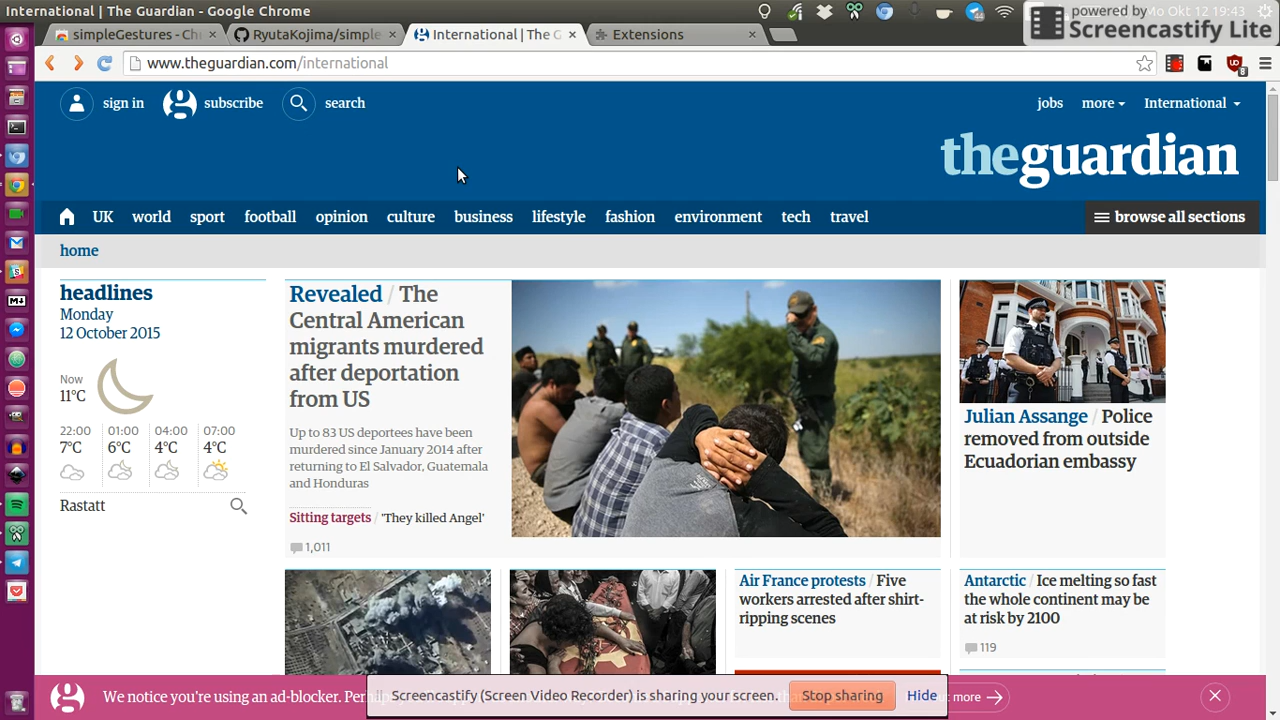 International | The Guardian - Google Chrome
Mo Okt 12 19:43
powered by
Screencastify Lite
simpleGestures - Ch
RyutaKojima/simple
International | The G
Extensions
www.theguardian.com/international
8
sign in
subscribe
search
jobs
more
International
theguardian
UK
world
sport
football
opinion
culture
business
lifestyle
fashion
environment
tech
travel
browse all sections
home
headlines
Monday
12 October 2015
Now
11°C
22:00
01:00
04:00
07:00
7°C
6°C
4°C
4°C
Rastatt
Revealed / The
Central American
migrants murdered
after deportation
from US
Up to 83 US deportees have been
murdered since January 2014 after
returning to El Salvador, Guatemala
and Honduras
Sitting targets / 'They killed Angel'
1,011
Julian Assange / Police
removed from outside
Ecuadorian embassy
Air France protests / Five
workers arrested after shirt-
ripping scenes
Antarctic / Ice melting so fast
the whole continent may be
at risk by 2100
119
We notice you're using an ad-blocker.
Screencastify (Screen Video Recorder) is sharing your screen.
Stop sharing
Hide
out more